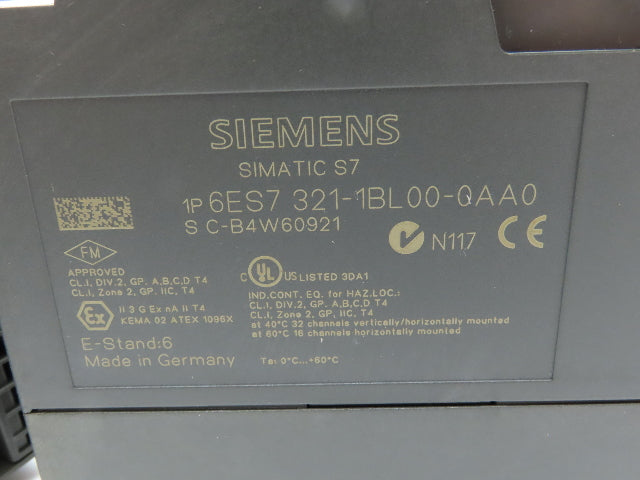 SIEMENS
SIMATIC S7
1P 6ES7 321-1BL00-0AA0
S C-B4W60921
N117 CE
FM
APPROVED
CL.I, DIV.2, GP. A,B,C,D T4
CL.I, Zone 2, GP. IIC, T4
Ex II 3 G Ex nA II T4
KEMA 02 ATEX 1096X
E-Stand:6
Made in Germany
C UL US LISTED 3DA1
IND.CONT. EQ. for HAZ.LOC.:
CL.I, DIV.2, GP. A,B,C,D T4
CL.I, Zone 2, GP. IIC, T4
at 40°C 32 channels vertically/horizontally mounted
at 60°C 16 channels horizontally mounted
Ta: 0°C...+60°C